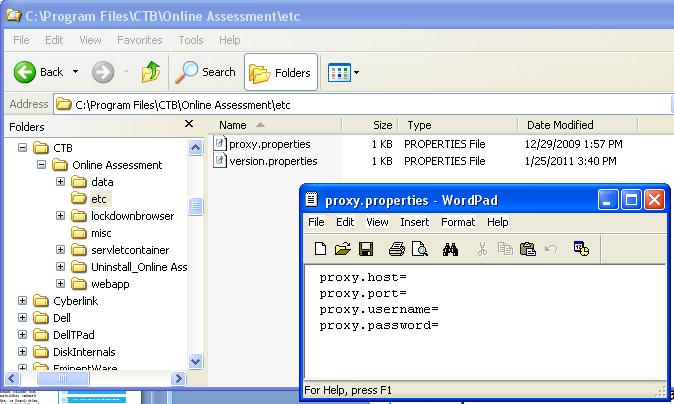 C:\Program Files\CTB\Online Assessment\etc
File Edit View Favorites Tools Help
Back Search Folders
Address C:\Program Files\CTB\Online Assessment\etc
Folders
Name Size Type Date Modified
proxy.properties 1 KB PROPERTIES File 12/29/2009 1:57 PM
version.properties 1 KB PROPERTIES File 1/25/2011 3:40 PM
CTB
Online Assessment
data
etc
lockdownbrowser
misc
servletcontainer
Uninstall_Online Ass
webapp
Cyberlink
Dell
DellTPad
DiskInternals
EminentWare
proxy.properties - WordPad
File Edit View Insert Format Help
proxy.host=
proxy.port=
proxy.username=
proxy.password=
For Help, press F1